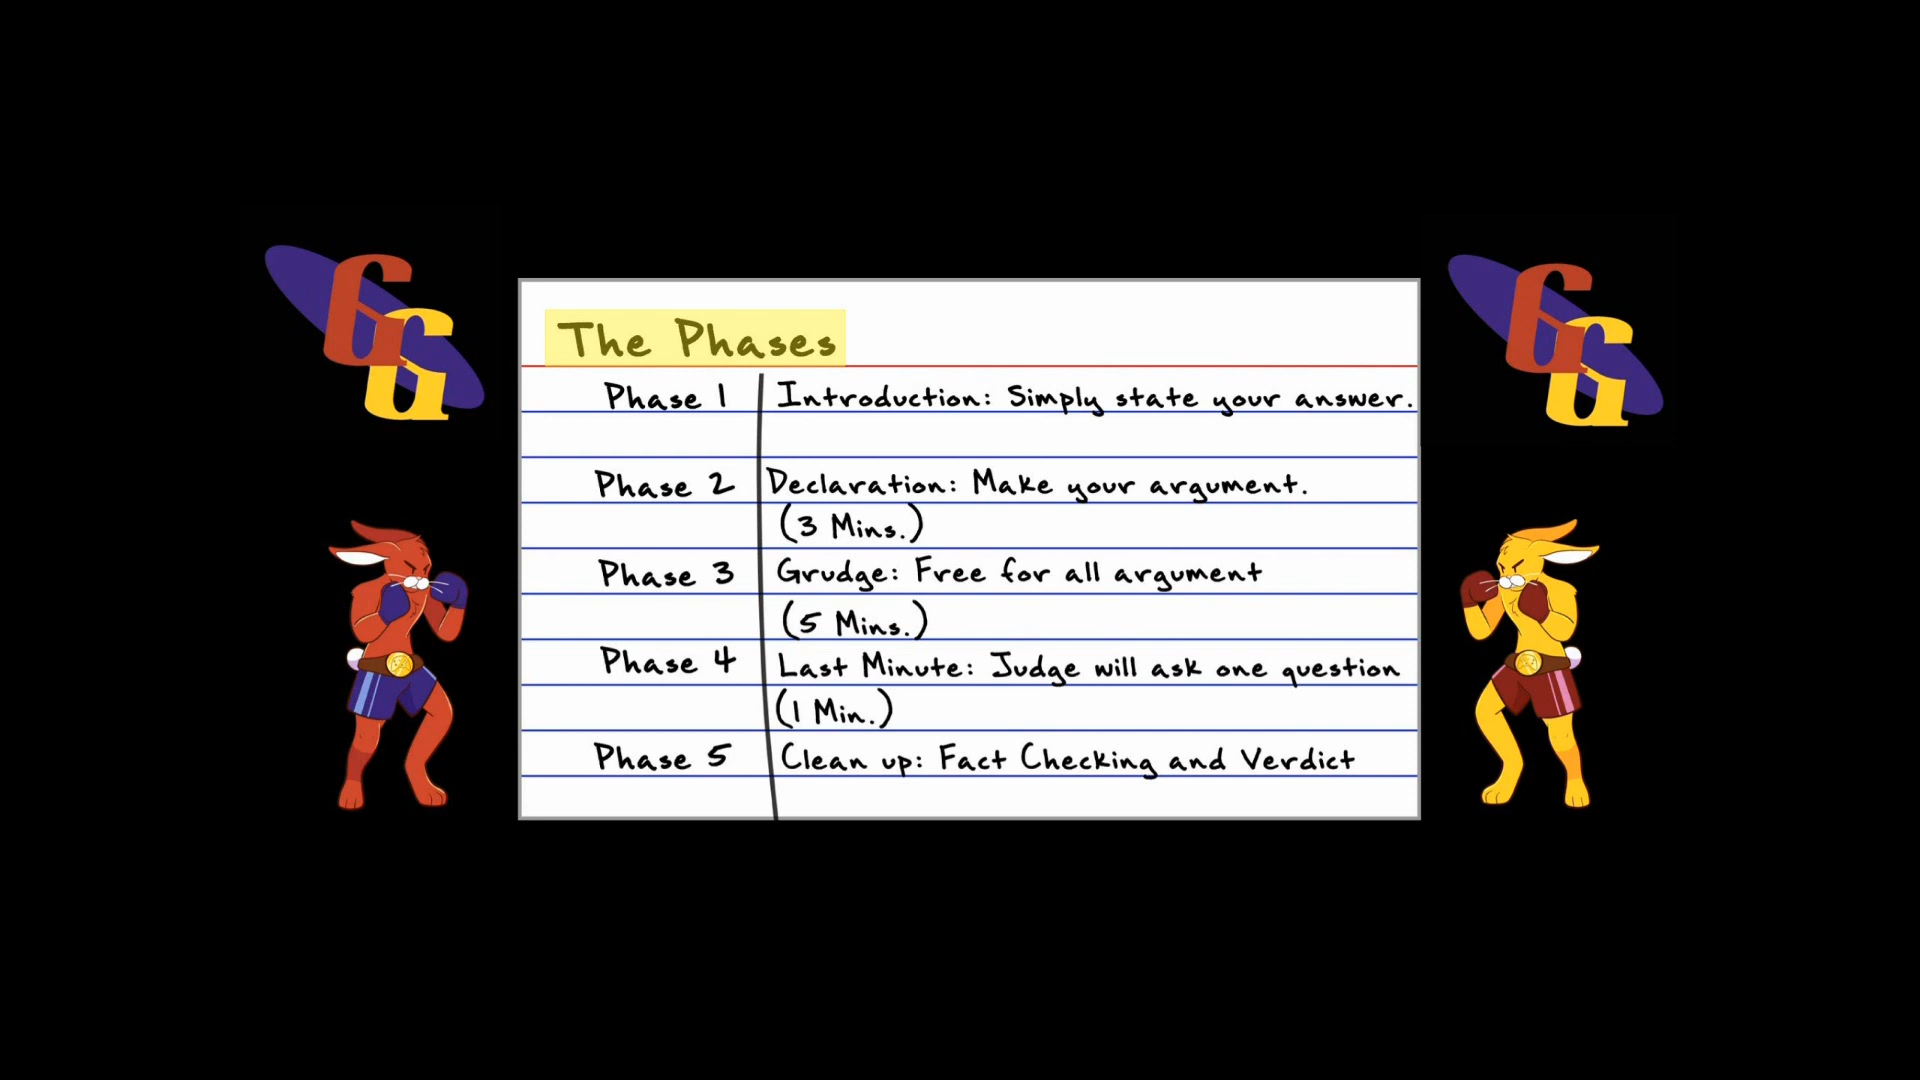 GG
GG
The Phases
Phase 1 Introduction: Simply state your answer.
Phase 2 Declaration: Make your argument.
(3 Mins.)
Phase 3 Grudge: Free for all argument
(5 Mins.)
Phase 4 Last Minute: Judge will ask one question
(1 Min.)
Phase 5 Clean up: Fact Checking and Verdict